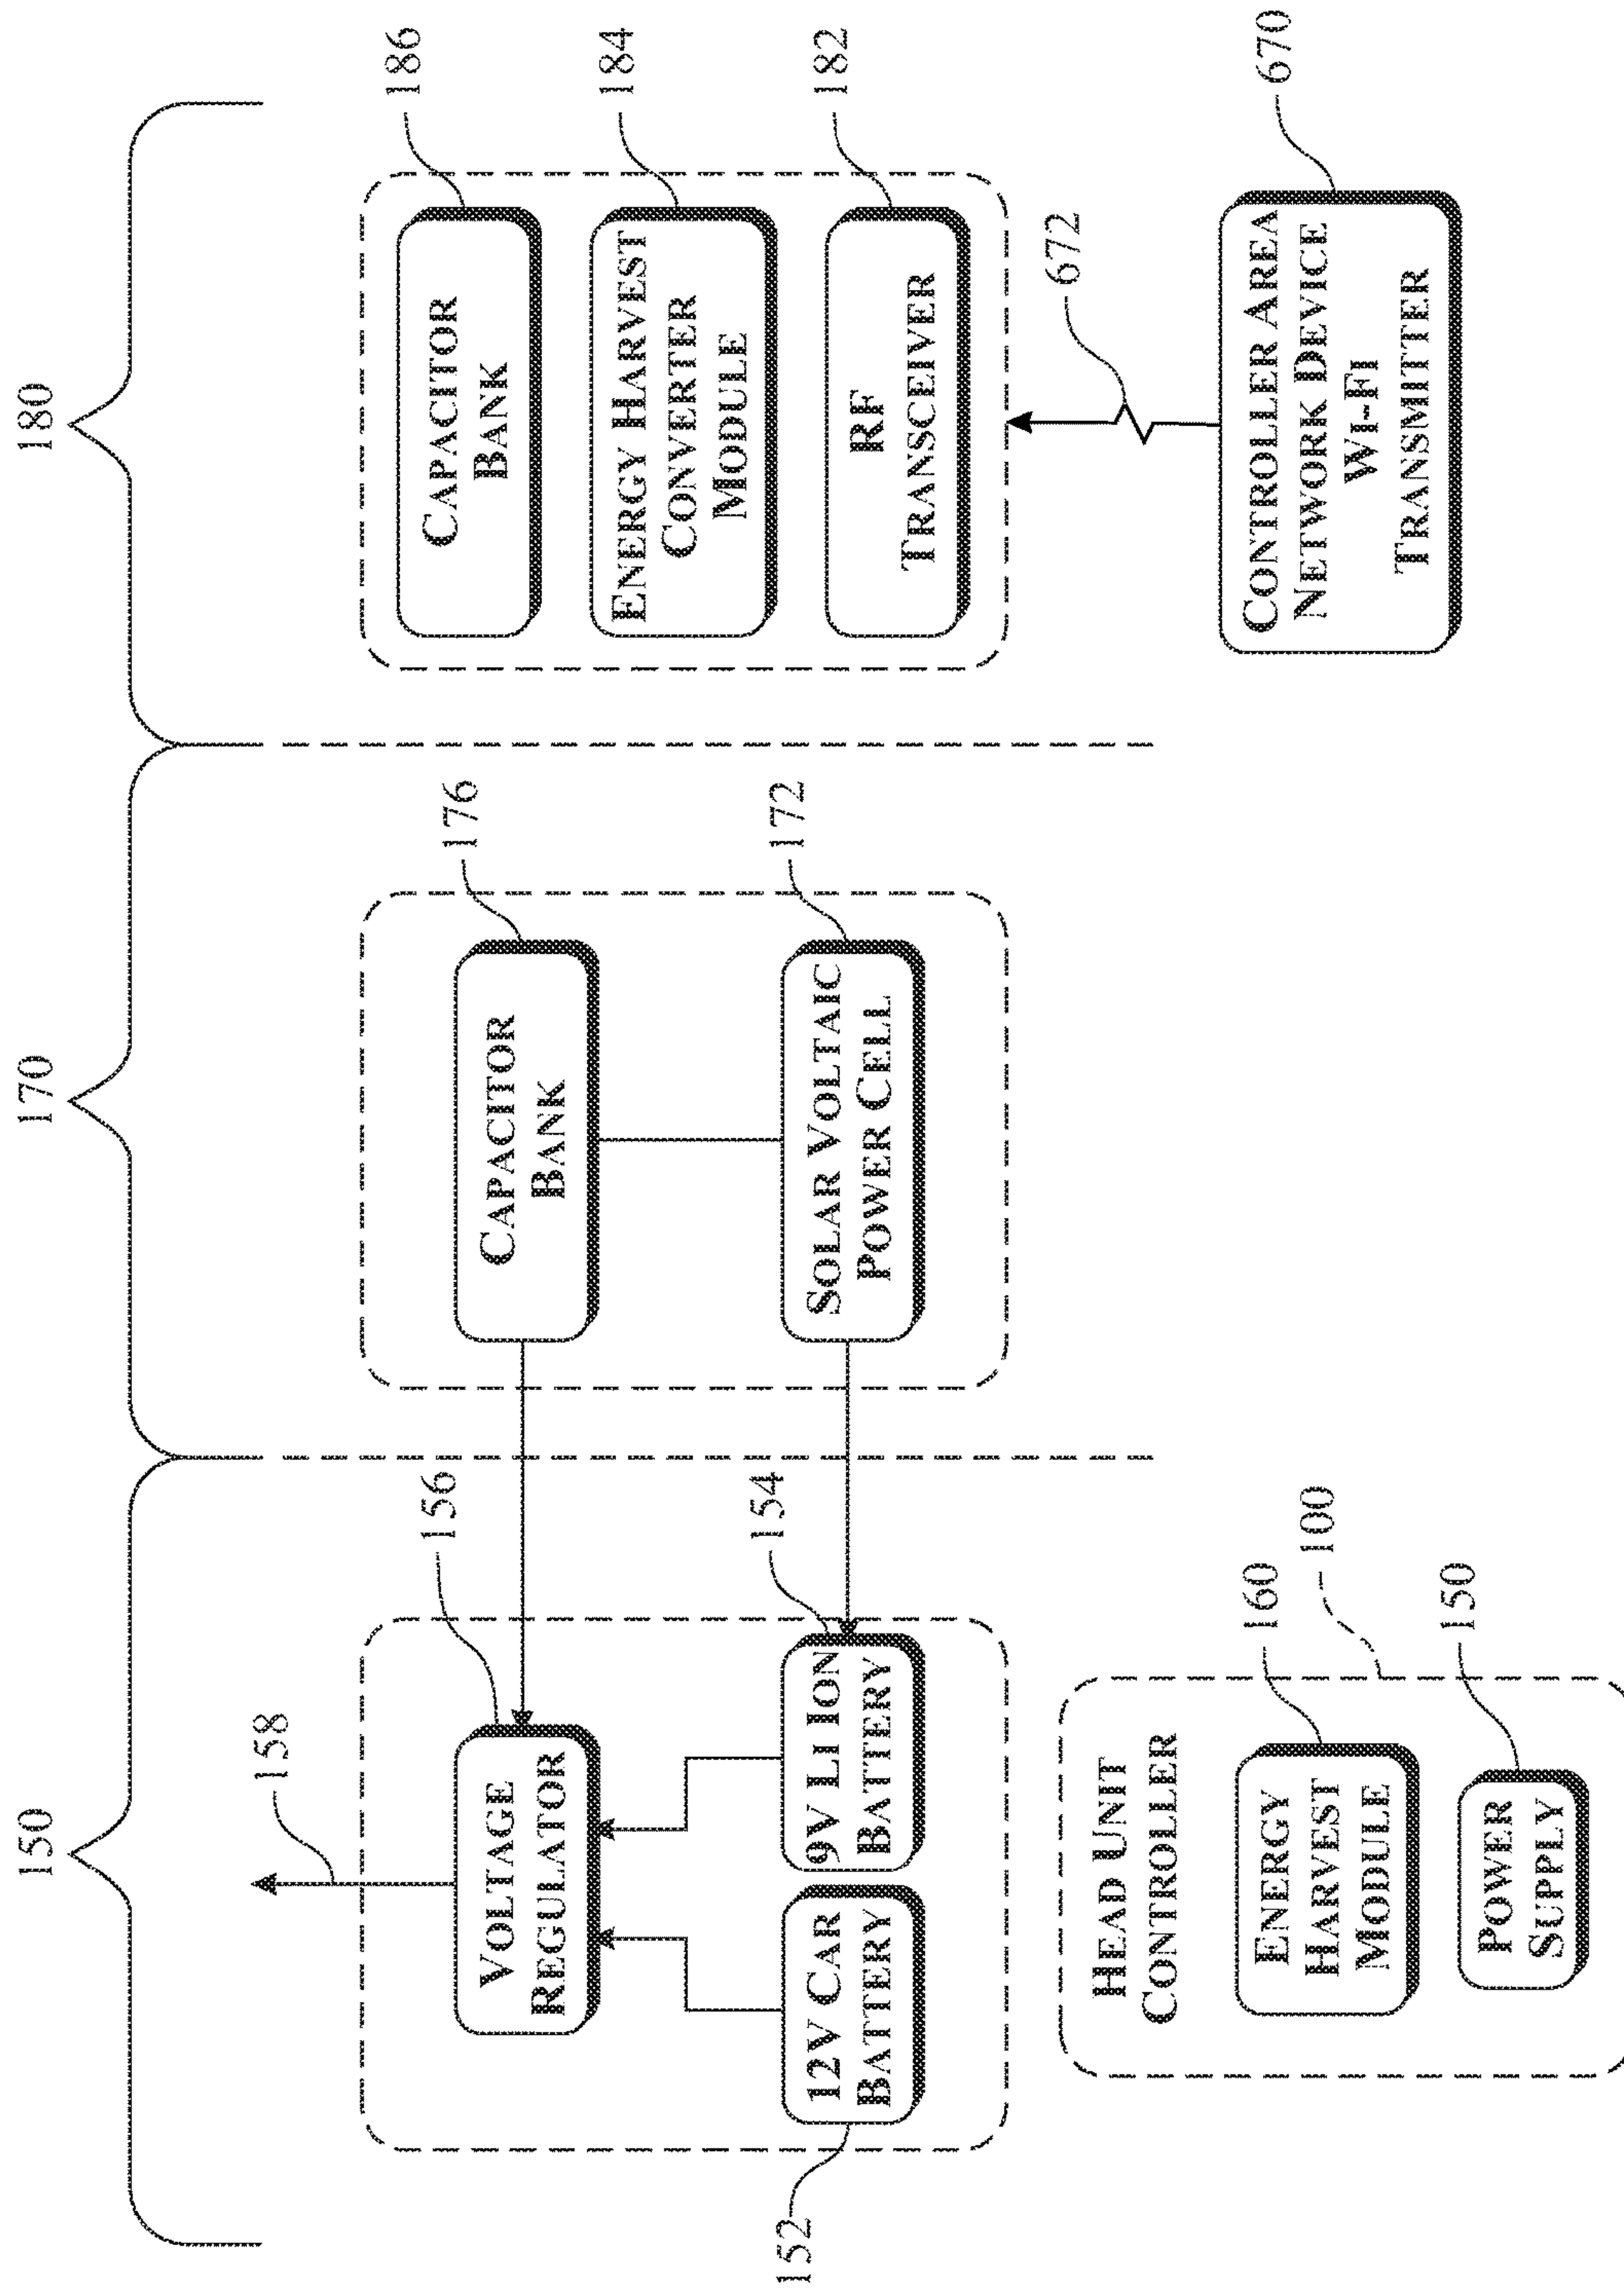 150
170
180
158
156
VOLTAGE
REGULATOR
154
152
12V CAR
BATTERY
9V LI ION
BATTERY
176
CAPACITOR
BANK
172
SOLAR VOLTAIC
POWER CELL
186
CAPACITOR
BANK
184
ENERGY HARVEST
CONVERTER
MODULE
182
RF
TRANSCEIVER
672
670
CONTROLLER AREA
NETWORK DEVICE
WI-FI
TRANSMITTER
100
HEAD UNIT
CONTROLLER
160
ENERGY
HARVEST
MODULE
150
POWER
SUPPLY